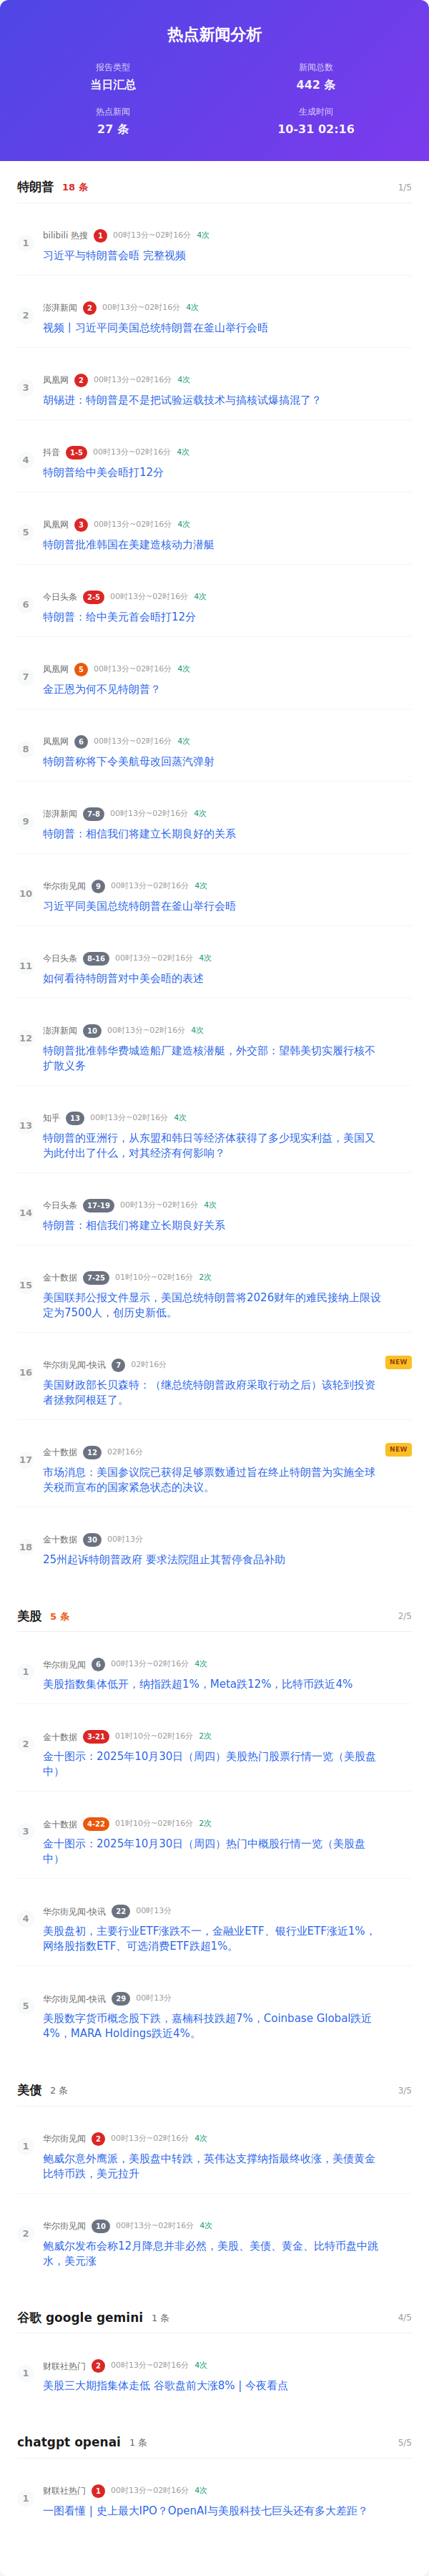 热点新闻分析
报告类型
新闻总数
当日汇总
442 条
热点新闻
生成时间
27 条
10-31 02:16
特朗普 18 条 1/5
1
bilibili 热搜 1 00时13分~02时16分 4次
习近平与特朗普会晤 完整视频
2
澎湃新闻 2 00时13分~02时16分 4次
视频丨习近平同美国总统特朗普在釜山举行会晤
3
凤凰网 2 00时13分~02时16分 4次
胡锡进：特朗普是不是把试验运载技术与搞核试爆搞混了？
4
抖音 1-5 00时13分~02时16分 4次
特朗普给中美会晤打12分
5
凤凰网 3 00时13分~02时16分 4次
特朗普批准韩国在美建造核动力潜艇
6
今日头条 2-5 00时13分~02时16分 4次
特朗普：给中美元首会晤打12分
7
凤凰网 5 00时13分~02时16分 4次
金正恩为何不见特朗普？
8
凤凰网 6 00时13分~02时16分 4次
特朗普称将下令美航母改回蒸汽弹射
9
澎湃新闻 7-8 00时13分~02时16分 4次
特朗普：相信我们将建立长期良好的关系
10
华尔街见闻 9 00时13分~02时16分 4次
习近平同美国总统特朗普在釜山举行会晤
11
今日头条 8-16 00时13分~02时16分 4次
如何看待特朗普对中美会晤的表述
12
澎湃新闻 10 00时13分~02时16分 4次
特朗普批准韩华费城造船厂建造核潜艇，外交部：望韩美切实履行核不
扩散义务
13
知乎 13 00时13分~02时16分 4次
特朗普的亚洲行，从东盟和韩日等经济体获得了多少现实利益，美国又
为此付出了什么，对其经济有何影响？
14
今日头条 17-19 00时13分~02时16分 4次
特朗普：相信我们将建立长期良好关系
15
金十数据 7-25 01时10分~02时16分 2次
美国联邦公报文件显示，美国总统特朗普将2026财年的难民接纳上限设
定为7500人，创历史新低。
16
华尔街见闻-快讯 7 02时16分 NEW
美国财政部长贝森特：（继总统特朗普政府采取行动之后）该轮到投资
者拯救阿根廷了。
17
金十数据 12 02时16分 NEW
市场消息：美国参议院已获得足够票数通过旨在终止特朗普为实施全球
关税而宣布的国家紧急状态的决议。
18
金十数据 30 00时13分
25州起诉特朗普政府 要求法院阻止其暂停食品补助
美股 5 条 2/5
1
华尔街见闻 6 00时13分~02时16分 4次
美股指数集体低开，纳指跌超1%，Meta跌12%，比特币跌近4%
2
金十数据 3-21 01时10分~02时16分 2次
金十图示：2025年10月30日（周四）美股热门股票行情一览（美股盘
中）
3
金十数据 4-22 01时10分~02时16分 2次
金十图示：2025年10月30日（周四）热门中概股行情一览（美股盘
中）
4
华尔街见闻-快讯 22 00时13分
美股盘初，主要行业ETF涨跌不一，金融业ETF、银行业ETF涨近1%，
网络股指数ETF、可选消费ETF跌超1%。
5
华尔街见闻-快讯 29 00时13分
美股数字货币概念股下跌，嘉楠科技跌超7%，Coinbase Global跌近
4%，MARA Holdings跌近4%。
美债 2 条 3/5
1
华尔街见闻 2 00时13分~02时16分 4次
鲍威尔意外鹰派，美股盘中转跌，英伟达支撑纳指最终收涨，美债黄金
比特币跌，美元拉升
2
华尔街见闻 10 00时13分~02时16分 4次
鲍威尔发布会称12月降息并非必然，美股、美债、黄金、比特币盘中跳
水，美元涨
谷歌 google gemini 1 条 4/5
1
财联社热门 2 00时13分~02时16分 4次
美股三大期指集体走低 谷歌盘前大涨8% | 今夜看点
chatgpt openai 1 条 5/5
1
财联社热门 1 00时13分~02时16分 4次
一图看懂 | 史上最大IPO？OpenAI与美股科技七巨头还有多大差距？